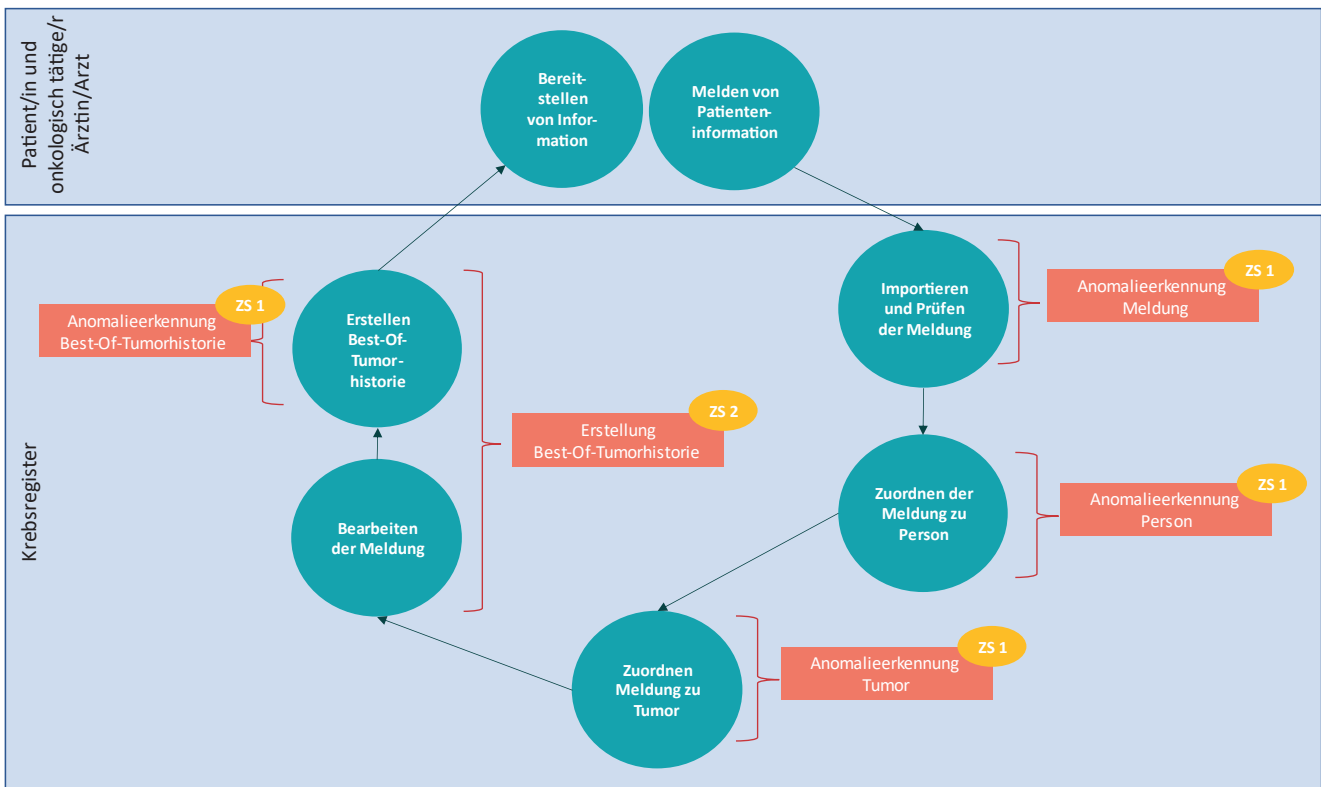 Patient/in und
onkologisch tätige/r
Ärztin/Arzt
Bereit-
stellen
von Infor-
mation
Melden von
Patienten-
information
Krebsregister
Importieren
und Prüfen
der Meldung
ZS 1
Anomalieerkennung
Meldung
Zuordnen der
Meldung zu
Person
ZS 1
Anomalieerkennung
Person
Zuordnen
Meldung zu
Tumor
ZS 1
Anomalieerkennung
Tumor
Bearbeiten
der Meldung
ZS 2
Erstellung
Best-Of-Tumorhistorie
Erstellen
Best-Of-
Tumor-
historie
ZS 1
Anomalieerkennung
Best-Of-Tumorhistorie